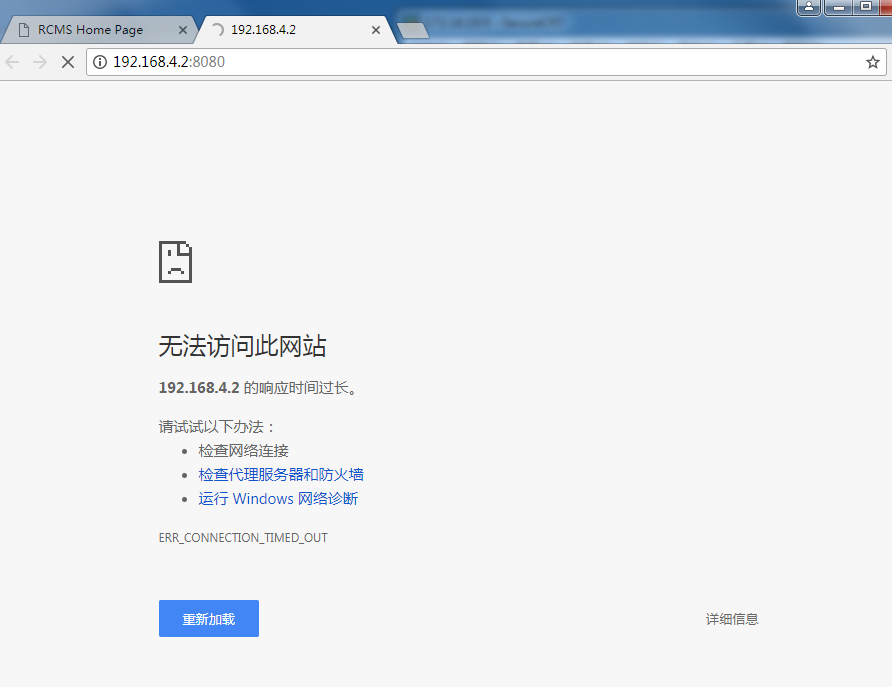 RCMS Home Page
192.168.4.2
192.168.4.2:8080
无法访问此网站
192.168.4.2 的响应时间过长。
请试试以下办法：
检查网络连接
检查代理服务器和防火墙
运行 Windows 网络诊断
ERR_CONNECTION_TIMED_OUT
重新加载
详细信息